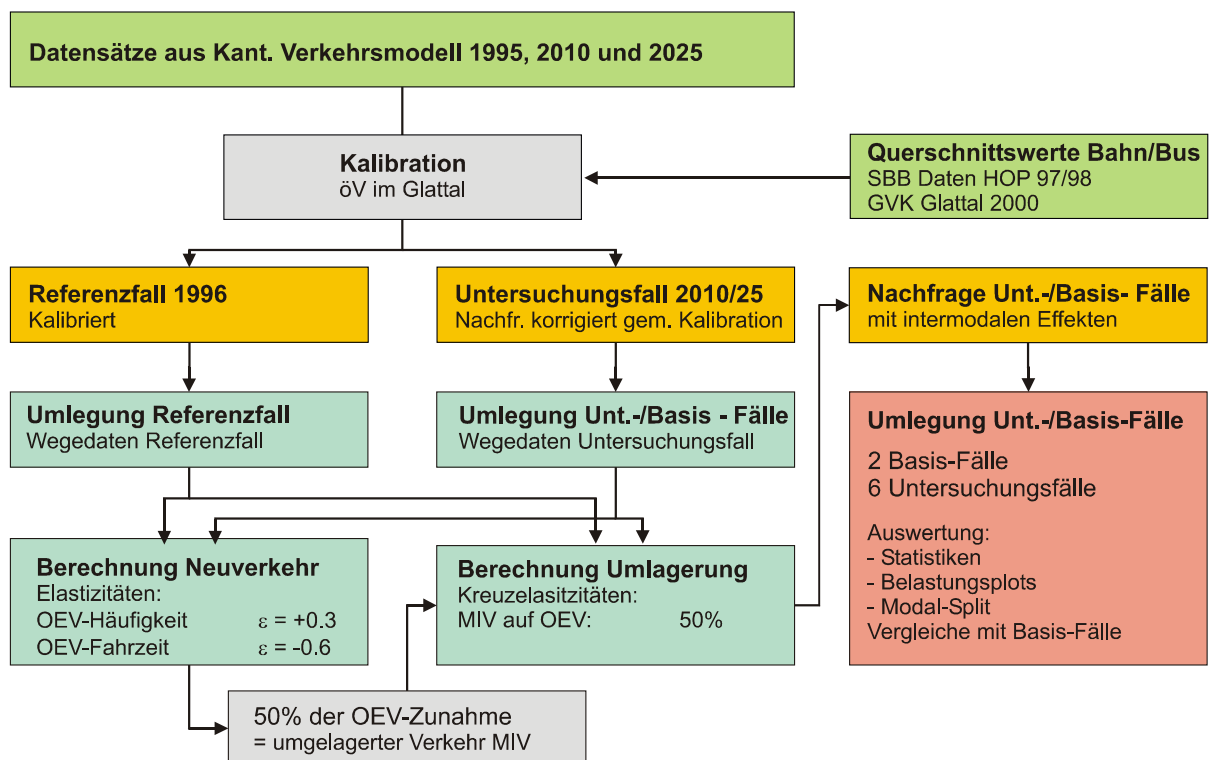 Datensätze aus Kant. Verkehrsmodell 1995, 2010 und 2025
Kalibration
öV im Glattal
Querschnittswerte Bahn/Bus
SBB Daten HOP 97/98
GVK Glattal 2000
Referenzfall 1996
Kalibriert
Untersuchungsfall 2010/25
Nachfr. korrigiert gem. Kalibration
Nachfrage Unt.-/Basis- Fälle
mit intermodalen Effekten
Umlegung Referenzfall
Wegedaten Referenzfall
Umlegung Unt.-/Basis - Fälle
Wegedaten Untersuchungsfall
Umlegung Unt.-/Basis-Fälle
2 Basis-Fälle
6 Untersuchungsfälle
Auswertung:
- Statistiken
- Belastungsplots
- Modal-Split
Vergleiche mit Basis-Fälle
Berechnung Neuverkehr
Elastizitäten:
OEV-Häufigkeit ε = +0.3
OEV-Fahrzeit ε = -0.6
Berechnung Umlagerung
Kreuzelasitzitäten:
MIV auf OEV: 50%
50% der OEV-Zunahme
= umgelagerter Verkehr MIV